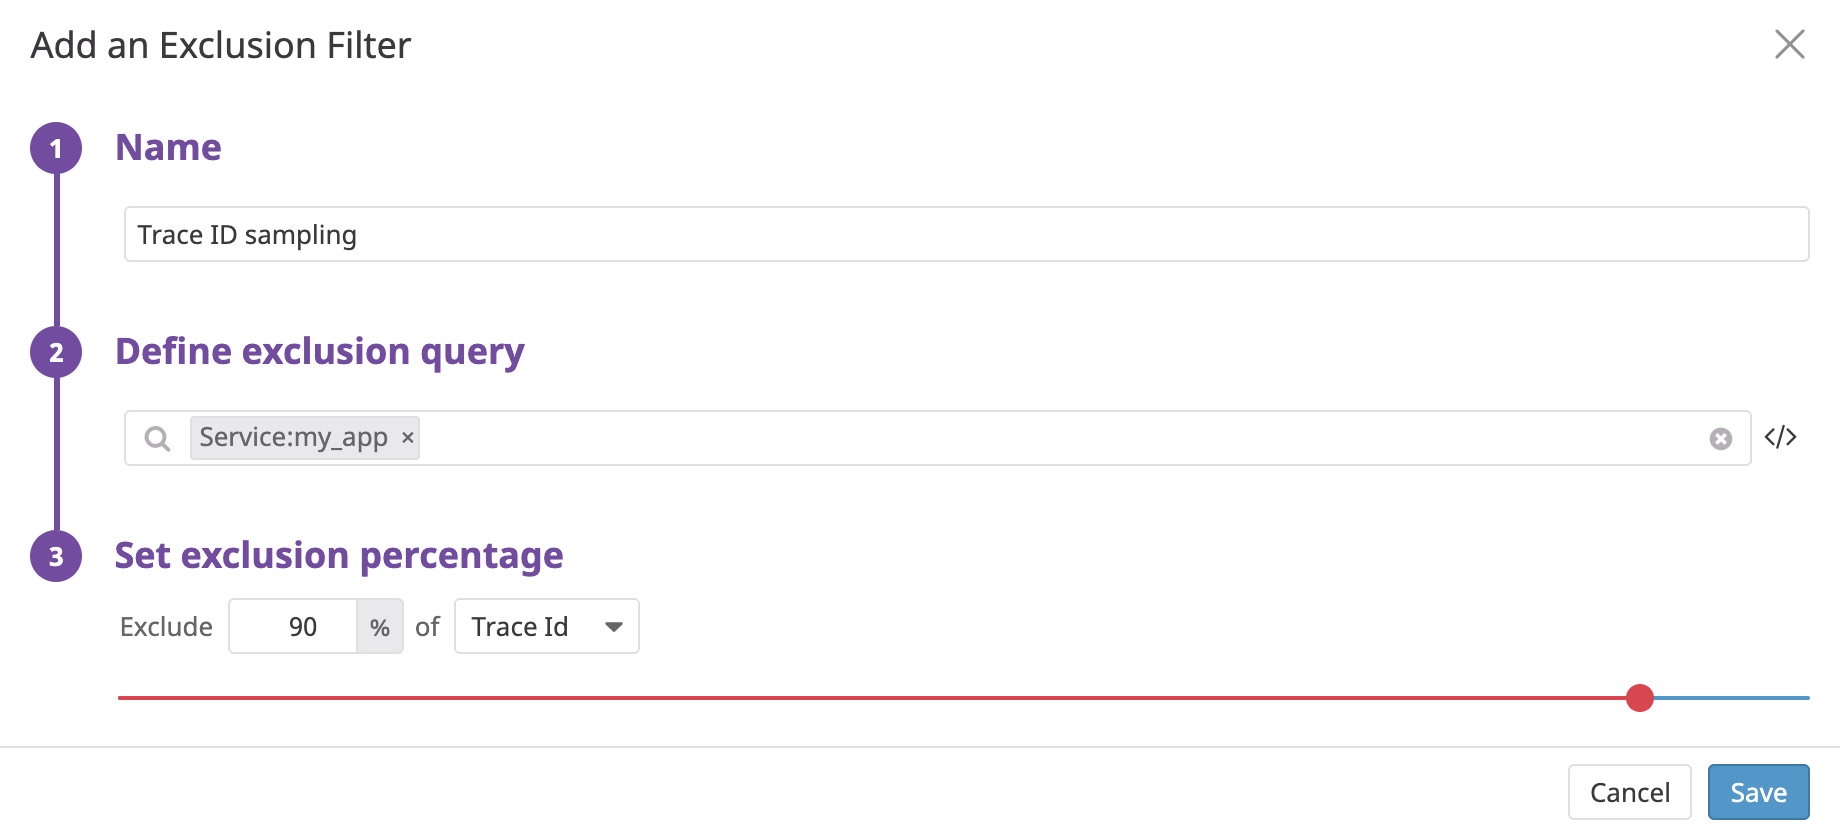 Add an Exclusion Filter
1 Name
Trace ID sampling
2 Define exclusion query
Service:my_app × </>
3 Set exclusion percentage
Exclude 90 % of Trace Id
Cancel Save